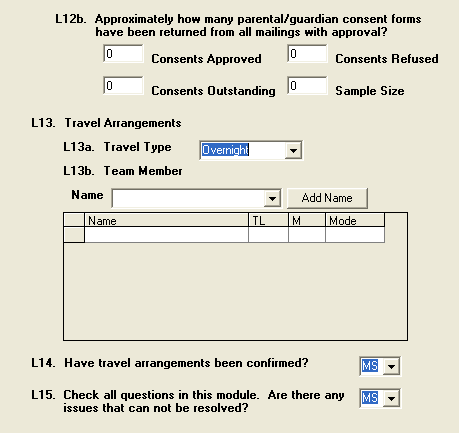 L12b. Approximately how many parental/guardian consent forms
have been returned from all mailings with approval?
0 Consents Approved 0 Consents Refused
0 Consents Outstanding 0 Sample Size
L13. Travel Arrangements
L13a. Travel Type Overnight
L13b. Team Member
Name Add Name
Name TL M Mode
L14. Have travel arrangements been confirmed? MS
L15. Check all questions in this module. Are there any MS
issues that can not be resolved?